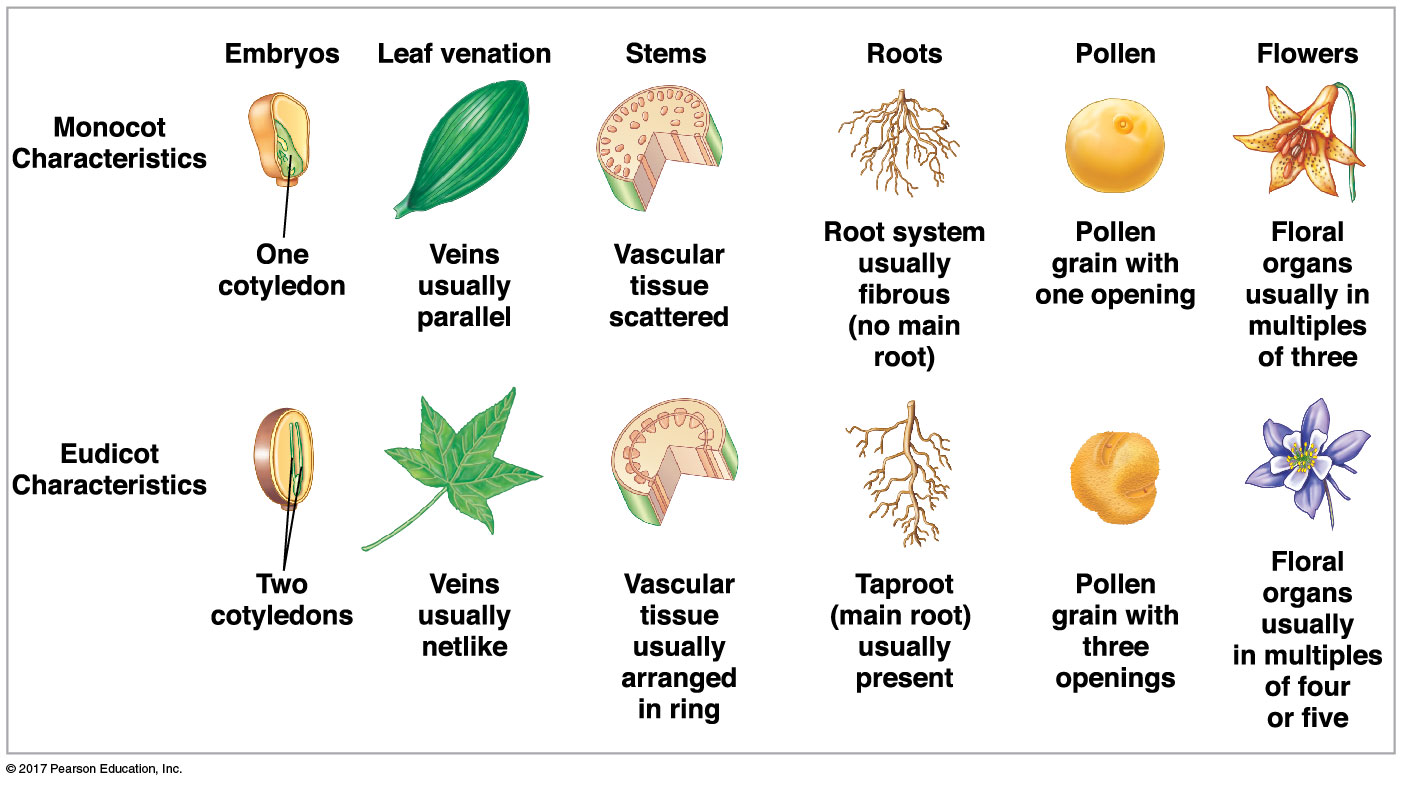 Embryos
Leaf venation
Stems
Roots
Pollen
Flowers
Monocot
Characteristics
One
cotyledon
Veins
usually
parallel
Vascular
tissue
scattered
Root system
usually
fibrous
(no main
root)
Pollen
grain with
one opening
Floral
organs
usually in
multiples
of three
Eudicot
Characteristics
Two
cotyledons
Veins
usually
netlike
Vascular
tissue
usually
arranged
in ring
Taproot
(main root)
usually
present
Pollen
grain with
three
openings
Floral
organs
usually
in multiples
of four
or five
© 2017 Pearson Education, Inc.